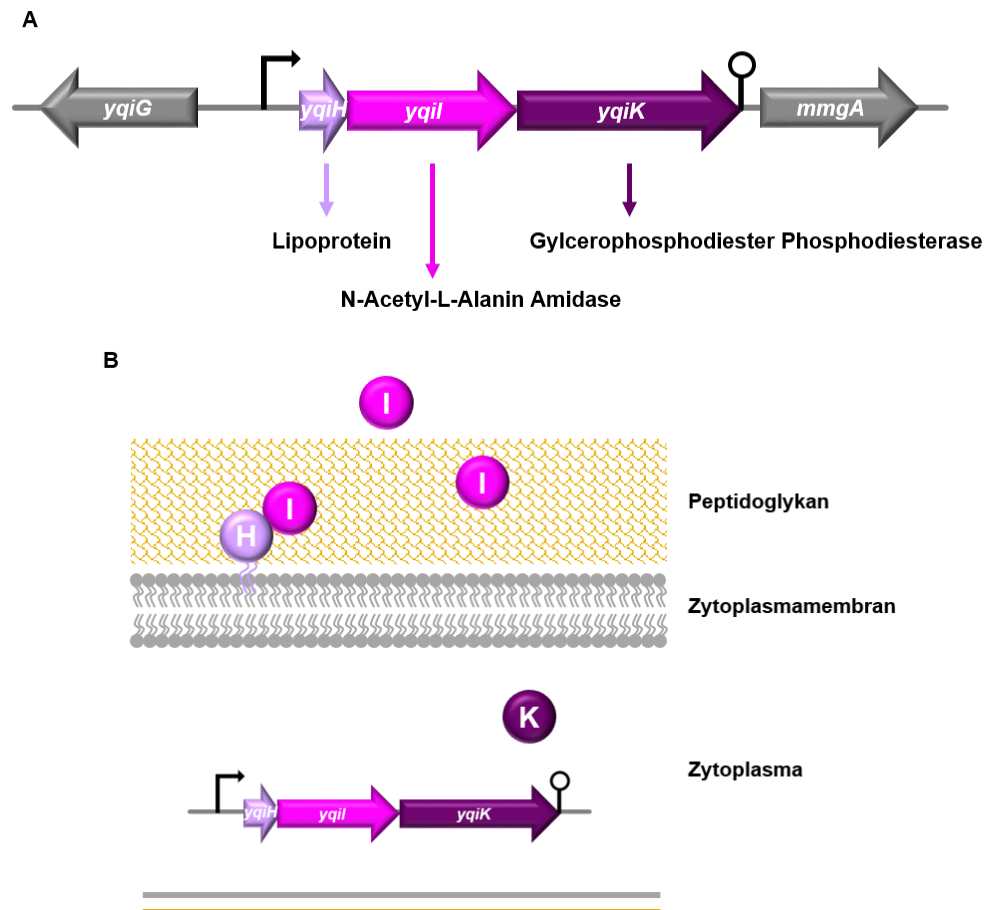 A
yqiG yqiH yqiI yqiK mmgA
Lipoprotein
Gylcerophosphodiester Phosphodiesterase
N-Acetyl-L-Alanin Amidase
B
I
I
I
H
Peptidoglykan
Zytoplasmamembran
K
Zytoplasma
yqiH yqiI yqiK